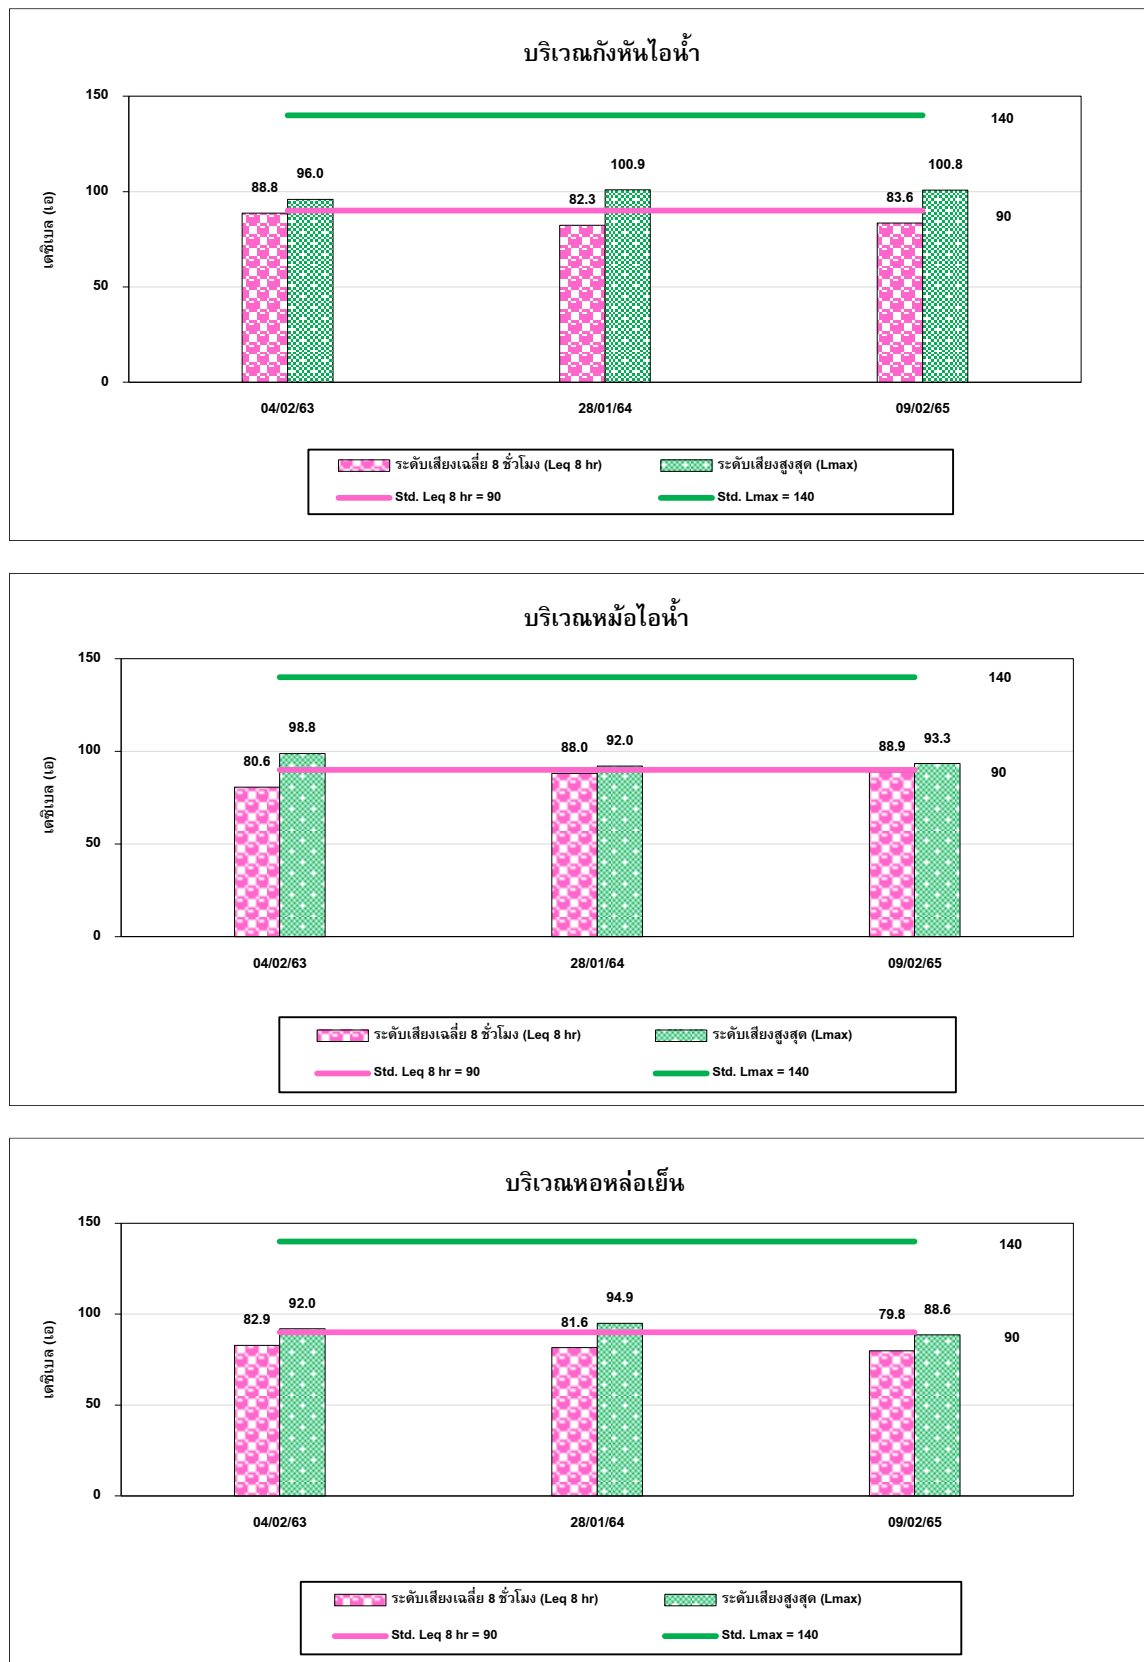 บริเวณกังหันไอน้ำ
150
140
100.9
100.8
96.0
88.8
83.6
82.3
100
90
เดซิเบล (เอ)
50
0
04/02/63 28/01/64 09/02/65
ระดับเสียงเฉลี่ย 8 ชั่วโมง (Leq 8 hr) ระดับเสียงสูงสุด (Lmax)
Std. Leq 8 hr = 90 Std. Lmax = 140
บริเวณหม้อไอน้ำ
150
140
98.8
92.0
93.3
88.0
88.9
80.6
100
90
เดซิเบล (เอ)
50
0
04/02/63 28/01/64 09/02/65
ระดับเสียงเฉลี่ย 8 ชั่วโมง (Leq 8 hr) ระดับเสียงสูงสุด (Lmax)
Std. Leq 8 hr = 90 Std. Lmax = 140
บริเวณหอหล่อเย็น
150
140
94.9
92.0
88.6
82.9
81.6
79.8
100
90
เดซิเบล (เอ)
50
0
04/02/63 28/01/64 09/02/65
ระดับเสียงเฉลี่ย 8 ชั่วโมง (Leq 8 hr) ระดับเสียงสูงสุด (Lmax)
Std. Leq 8 hr = 90 Std. Lmax = 140